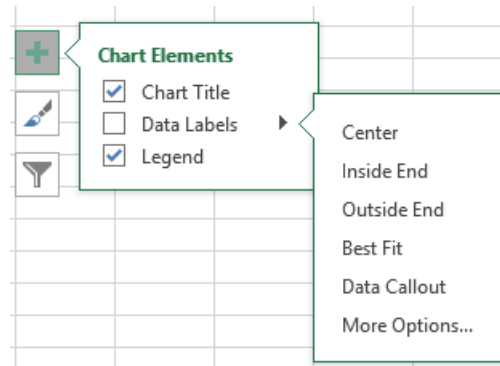 Chart Elements
Chart Title
Data Labels
Legend
Center
Inside End
Outside End
Best Fit
Data Callout
More Options...